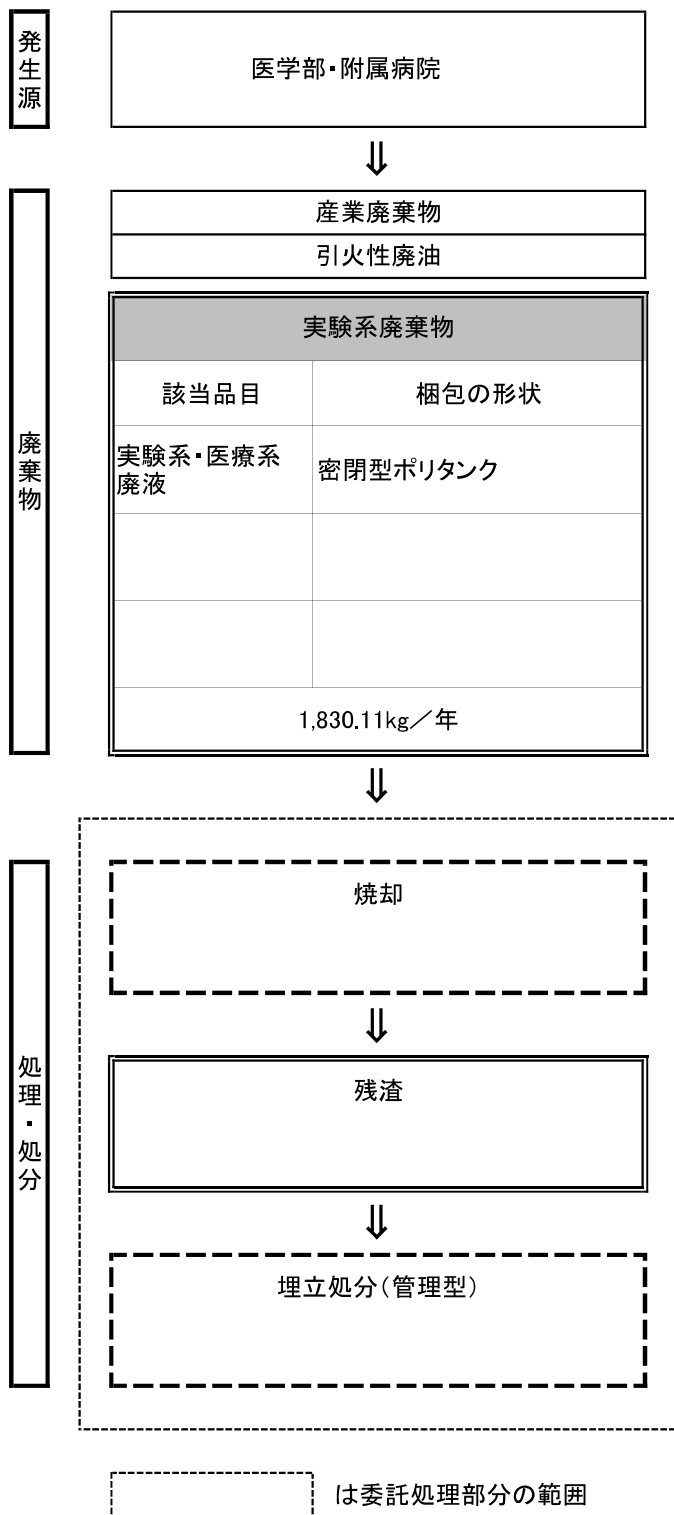 発生源
医学部・附属病院
⇓
廃棄物
産業廃棄物
引火性廃油
実験系廃棄物
該当品目
梱包の形状
実験系・医療系
廃液
密閉型ポリタンク
1,830.11kg／年
⇓
処理・処分
焼却
⇓
残渣
⇓
埋立処分（管理型）
は委託処理部分の範囲